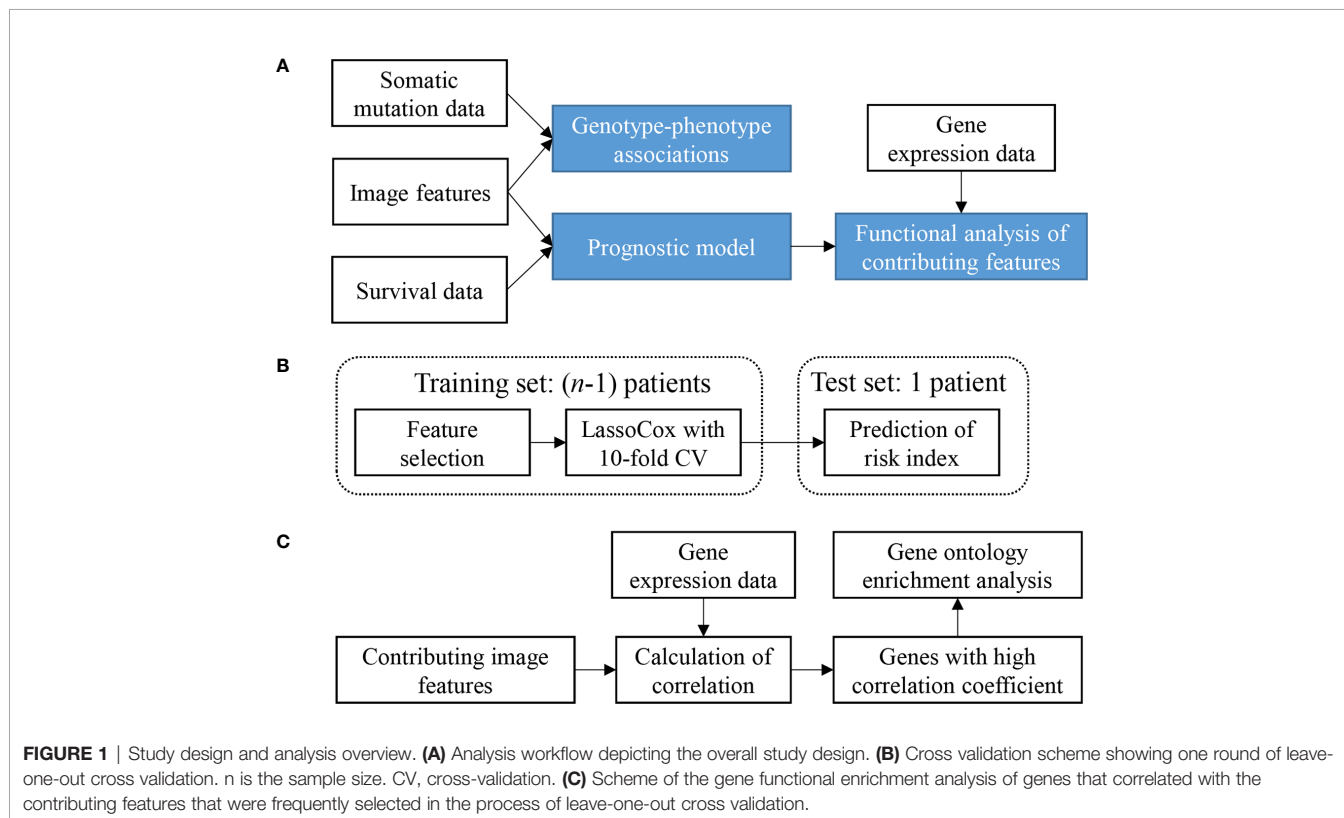 A
Somatic
mutation data
Genotype-phenotype
associations
Gene
expression data
Image features
Prognostic model
Functional analysis of
contributing features
Survival data
B
Training set: (n-1) patients
Test set: 1 patient
Feature
selection
LassoCox with
10-fold CV
Prediction of
risk index
C
Gene
expression data
Gene ontology
enrichment analysis
Contributing image
features
Calculation of
correlation
Genes with high
correlation coefficient
FIGURE 1 | Study design and analysis overview. (A) Analysis workflow depicting the overall study design. (B) Cross validation scheme showing one round of leave-
one-out cross validation. n is the sample size. CV, cross-validation. (C) Scheme of the gene functional enrichment analysis of genes that correlated with the
contributing features that were frequently selected in the process of leave-one-out cross validation.